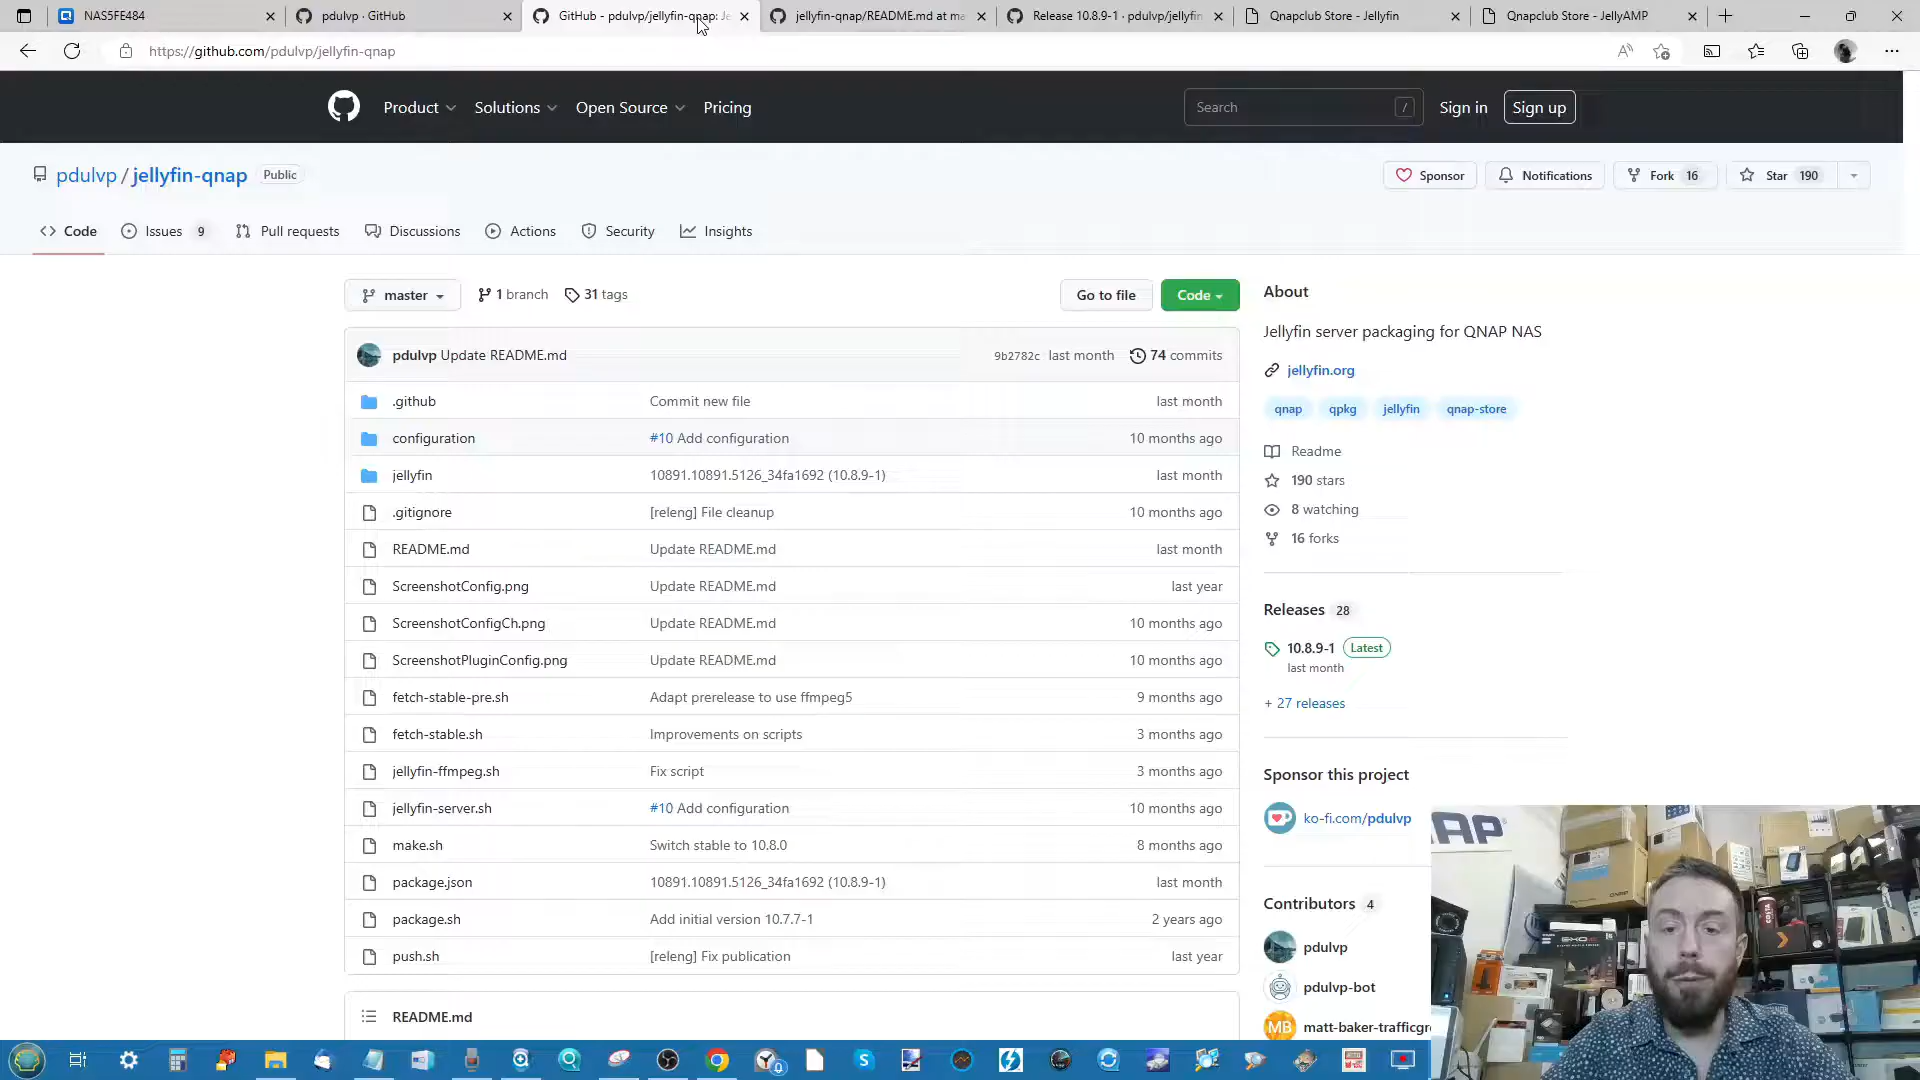 NAS5FE484
pdulvp · GitHub
GitHub - pdulvp/jellyfin-qnap: Je
jellyfin-qnap/README.md at ma
Release 10.8.9-1 · pdulvp/jellyfin
Qnapclub Store - Jellyfin
Qnapclub Store - JellyAMP
https://github.com/pdulvp/jellyfin-qnap
Product
Solutions
Open Source
Pricing
Search
/
Sign in
Sign up
pdulvp / jellyfin-qnap
Public
Sponsor
Notifications
Fork 16
Star 190
Code
Issues 9
Pull requests
Discussions
Actions
Security
Insights
master
1 branch
31 tags
Go to file
Code
pdulvp Update README.md
9b2782c last month
74 commits
.github
Commit new file
last month
configuration
#10 Add configuration
10 months ago
jellyfin
10891.10891.5126_34fa1692 (10.8.9-1)
last month
.gitignore
[releng] File cleanup
10 months ago
README.md
Update README.md
last month
ScreenshotConfig.png
Update README.md
last year
ScreenshotConfigCh.png
Update README.md
10 months ago
ScreenshotPluginConfig.png
Update README.md
10 months ago
fetch-stable-pre.sh
Adapt prerelease to use ffmpeg5
9 months ago
fetch-stable.sh
Improvements on scripts
3 months ago
jellyfin-ffmpeg.sh
Fix script
3 months ago
jellyfin-server.sh
#10 Add configuration
10 months ago
make.sh
Switch stable to 10.8.0
8 months ago
package.json
10891.10891.5126_34fa1692 (10.8.9-1)
last month
package.sh
Add initial version 10.7.7-1
2 years ago
push.sh
[releng] Fix publication
last year
README.md
About
Jellyfin server packaging for QNAP NAS
jellyfin.org
qnap
qpkg
jellyfin
qnap-store
Readme
190 stars
8 watching
16 forks
Releases 28
10.8.9-1 Latest
last month
+ 27 releases
Sponsor this project
ko-fi.com/pdulvp
Contributors 4
pdulvp
pdulvp-bot
MB
matt-baker-trafficgr